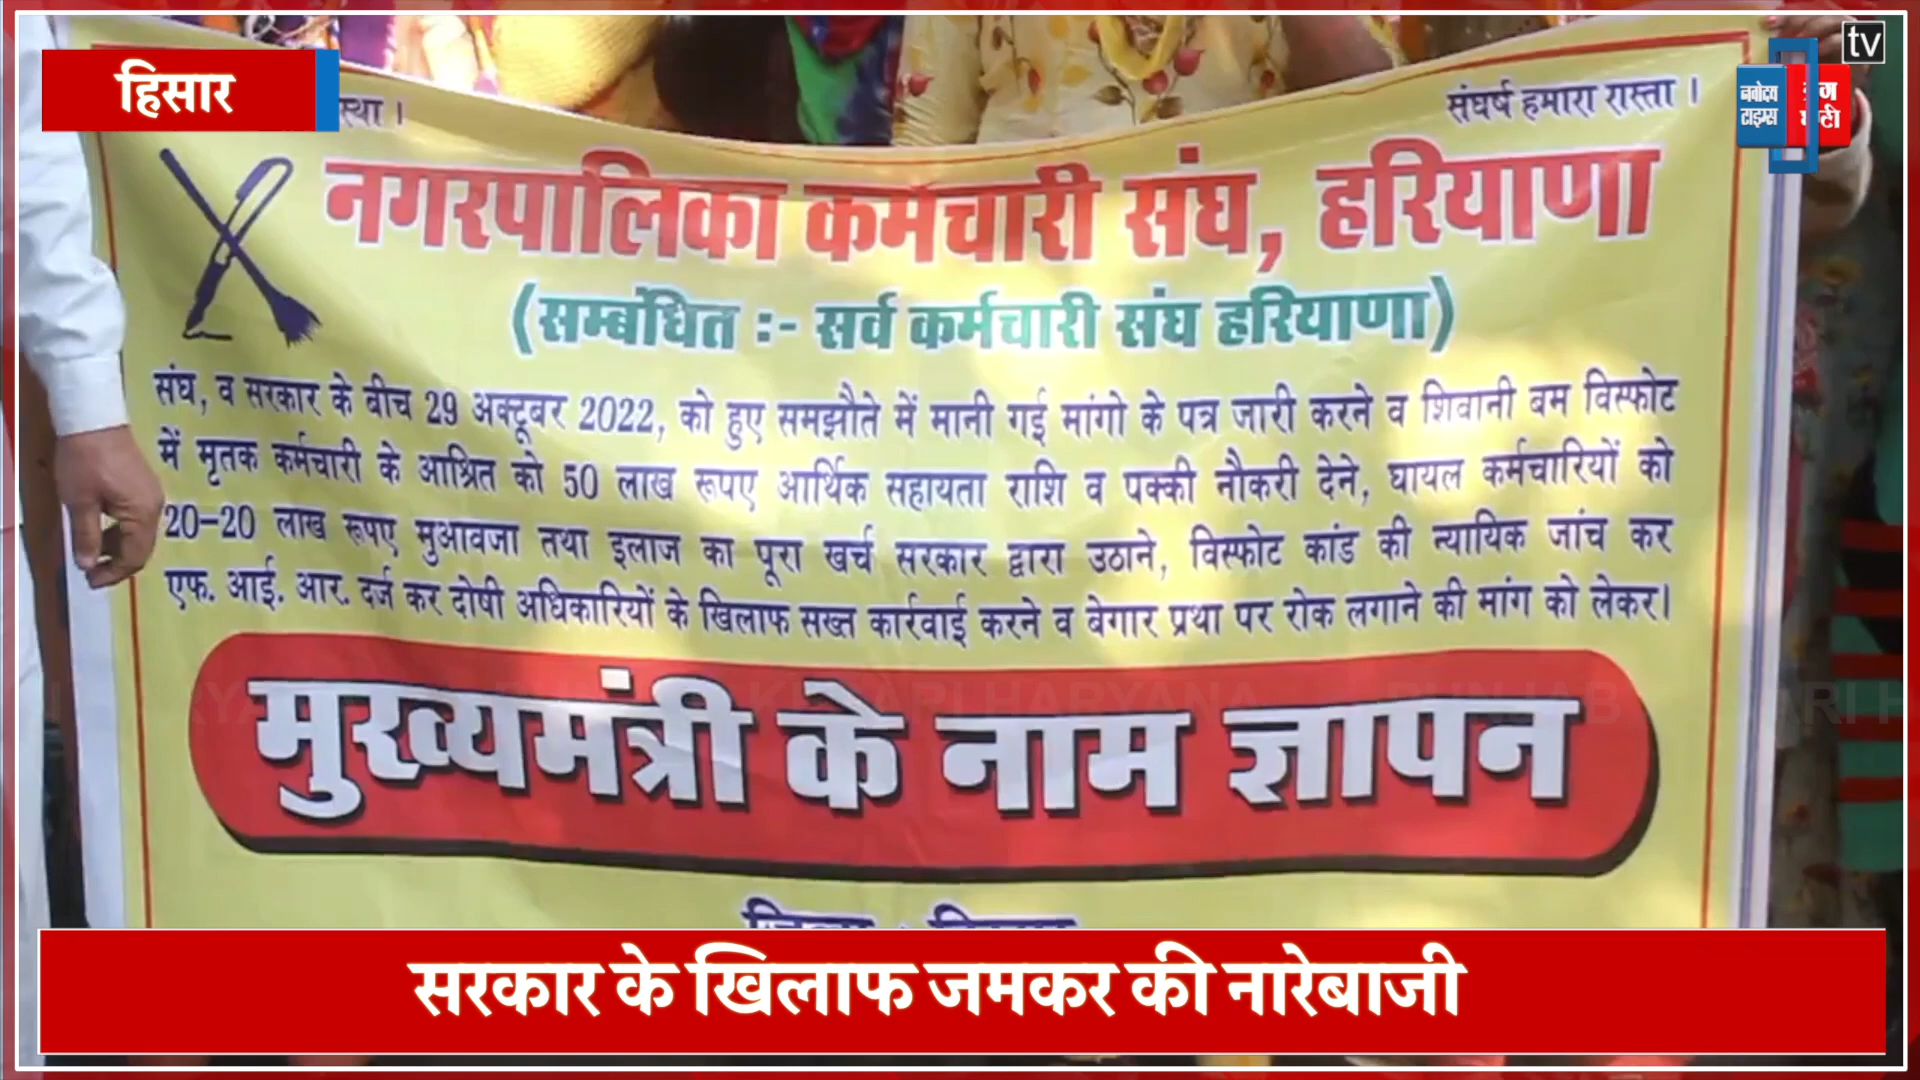 हिसार
tv
नवोदय टाइम्स
स्था ।
संघर्ष हमारा रास्ता ।
नगरपालिका कर्मचारी संघ, हरियाणा
(सम्बंधित :- सर्व कर्मचारी संघ हरियाणा)
संघ, व सरकार के बीच 29 अक्टूबर 2022, को हुए समझौते में मानी गई मांगो के पत्र जारी करने व शिवानी बम विस्फोट
में मृतक कर्मचारी के आश्रित को 50 लाख रूपए आर्थिक सहायता राशि व पक्की नौकरी देने, घायल कर्मचारियों को
20-20 लाख रूपए मुआवजा तथा इलाज का पूरा खर्च सरकार द्वारा उठाने, विस्फोट कांड की न्यायिक जांच कर
एफ. आई. आर. दर्ज कर दोषी अधिकारियों के खिलाफ सख्त कार्रवाई करने व बेगार प्रथा पर रोक लगाने की मांग को लेकर।
मुख्यमंत्री के नाम ज्ञापन
सरकार के खिलाफ जमकर की नारेबाजी